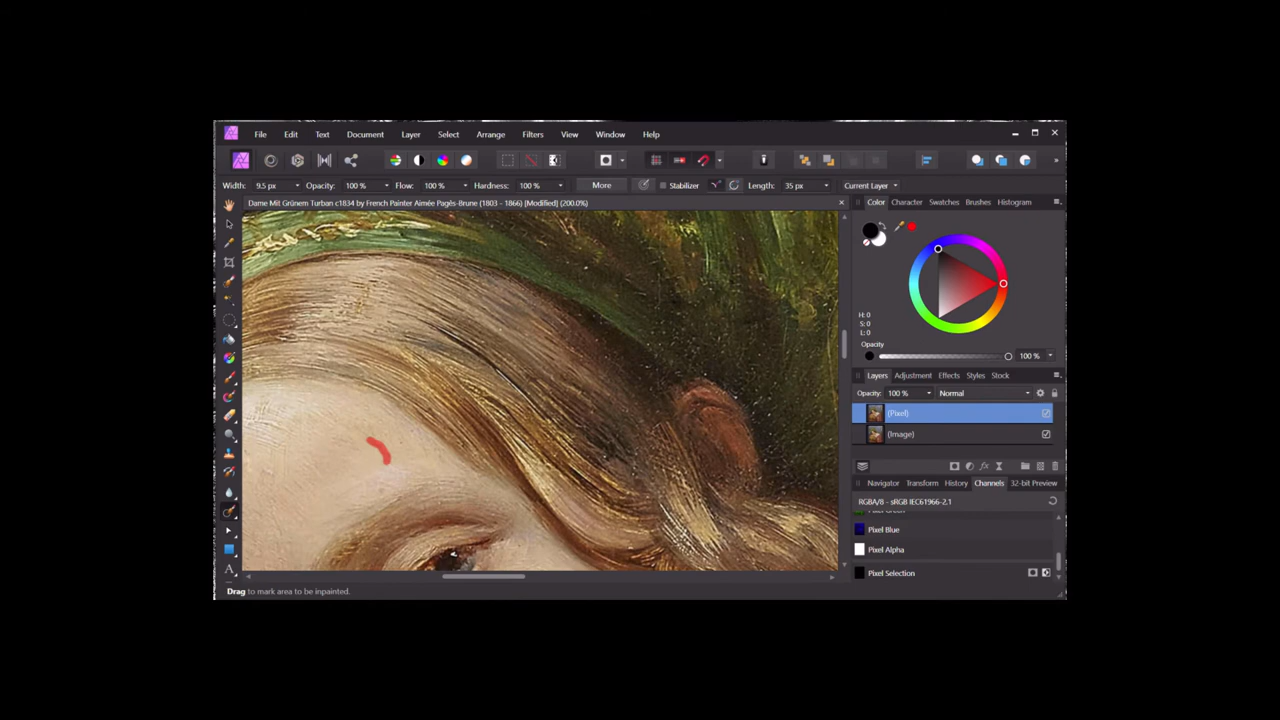 File Edit Text Document Layer Select Arrange Filters View Window Help
Width: 9.5 px Opacity: 100 % Flow: 100 % Hardness: 100 % More Stabilizer Length: 35 px Current Layer
Dame Mit Grünem Turban c1834 by French Painter Aimée Pagès-Brune (1803 - 1866) [Modified] (200.0%)
Color Character Swatches Brushes Histogram
H: 0
S: 0
L: 0
Opacity
100 %
Layers Adjustment Effects Styles Stock
Opacity: 100 % Normal
(Pixel)
(Image)
Navigator Transform History Channels 32-bit Preview
RGBA/8 - sRGB IEC61966-2.1
Pixel Green
Pixel Blue
Pixel Alpha
Pixel Selection
A
Drag to mark area to be inpainted.